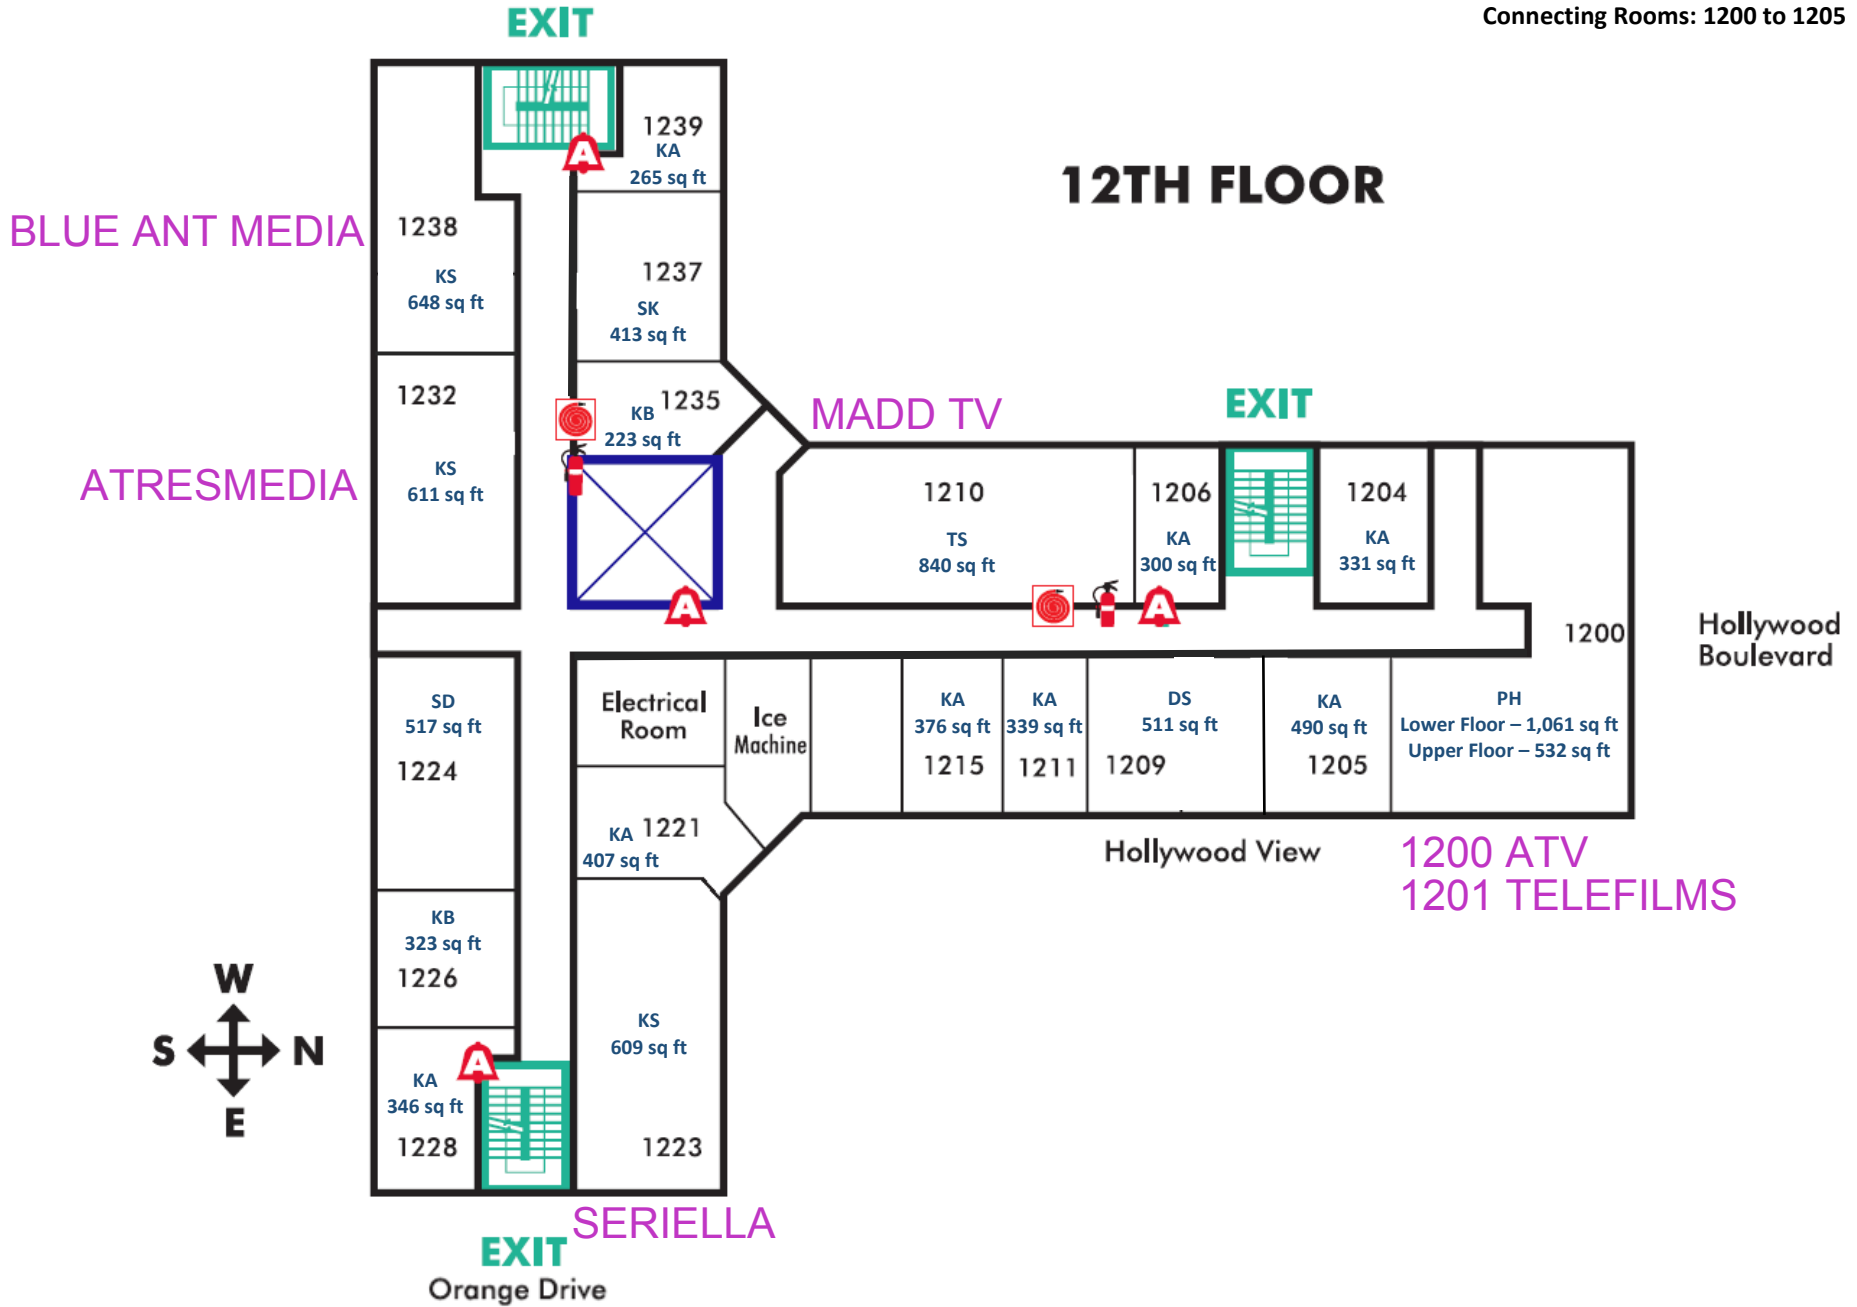 Connecting Rooms: 1200 to 1205
EXIT
12TH FLOOR
1239
KA
265 sq ft
BLUE ANT MEDIA
1238
KS
648 sq ft
1237
SK
413 sq ft
1232
KS
611 sq ft
ATRESMEDIA
1235
KB
223 sq ft
MADD TV
EXIT
1210
TS
840 sq ft
1206
KA
300 sq ft
1204
KA
331 sq ft
A
A
A
1200
Hollywood
Boulevard
SD
517 sq ft
1224
Electrical
Room
Ice
Machine
KA
376 sq ft
1215
KA
339 sq ft
1211
DS
511 sq ft
1209
KA
490 sq ft
1205
PH
Lower Floor – 1,061 sq ft
Upper Floor – 532 sq ft
KA 1221
407 sq ft
Hollywood View
1200 ATV
1201 TELEFILMS
KB
323 sq ft
1226
W
S N
E
KS
609 sq ft
1223
A
KA
346 sq ft
1228
SERIELLA
EXIT
Orange Drive